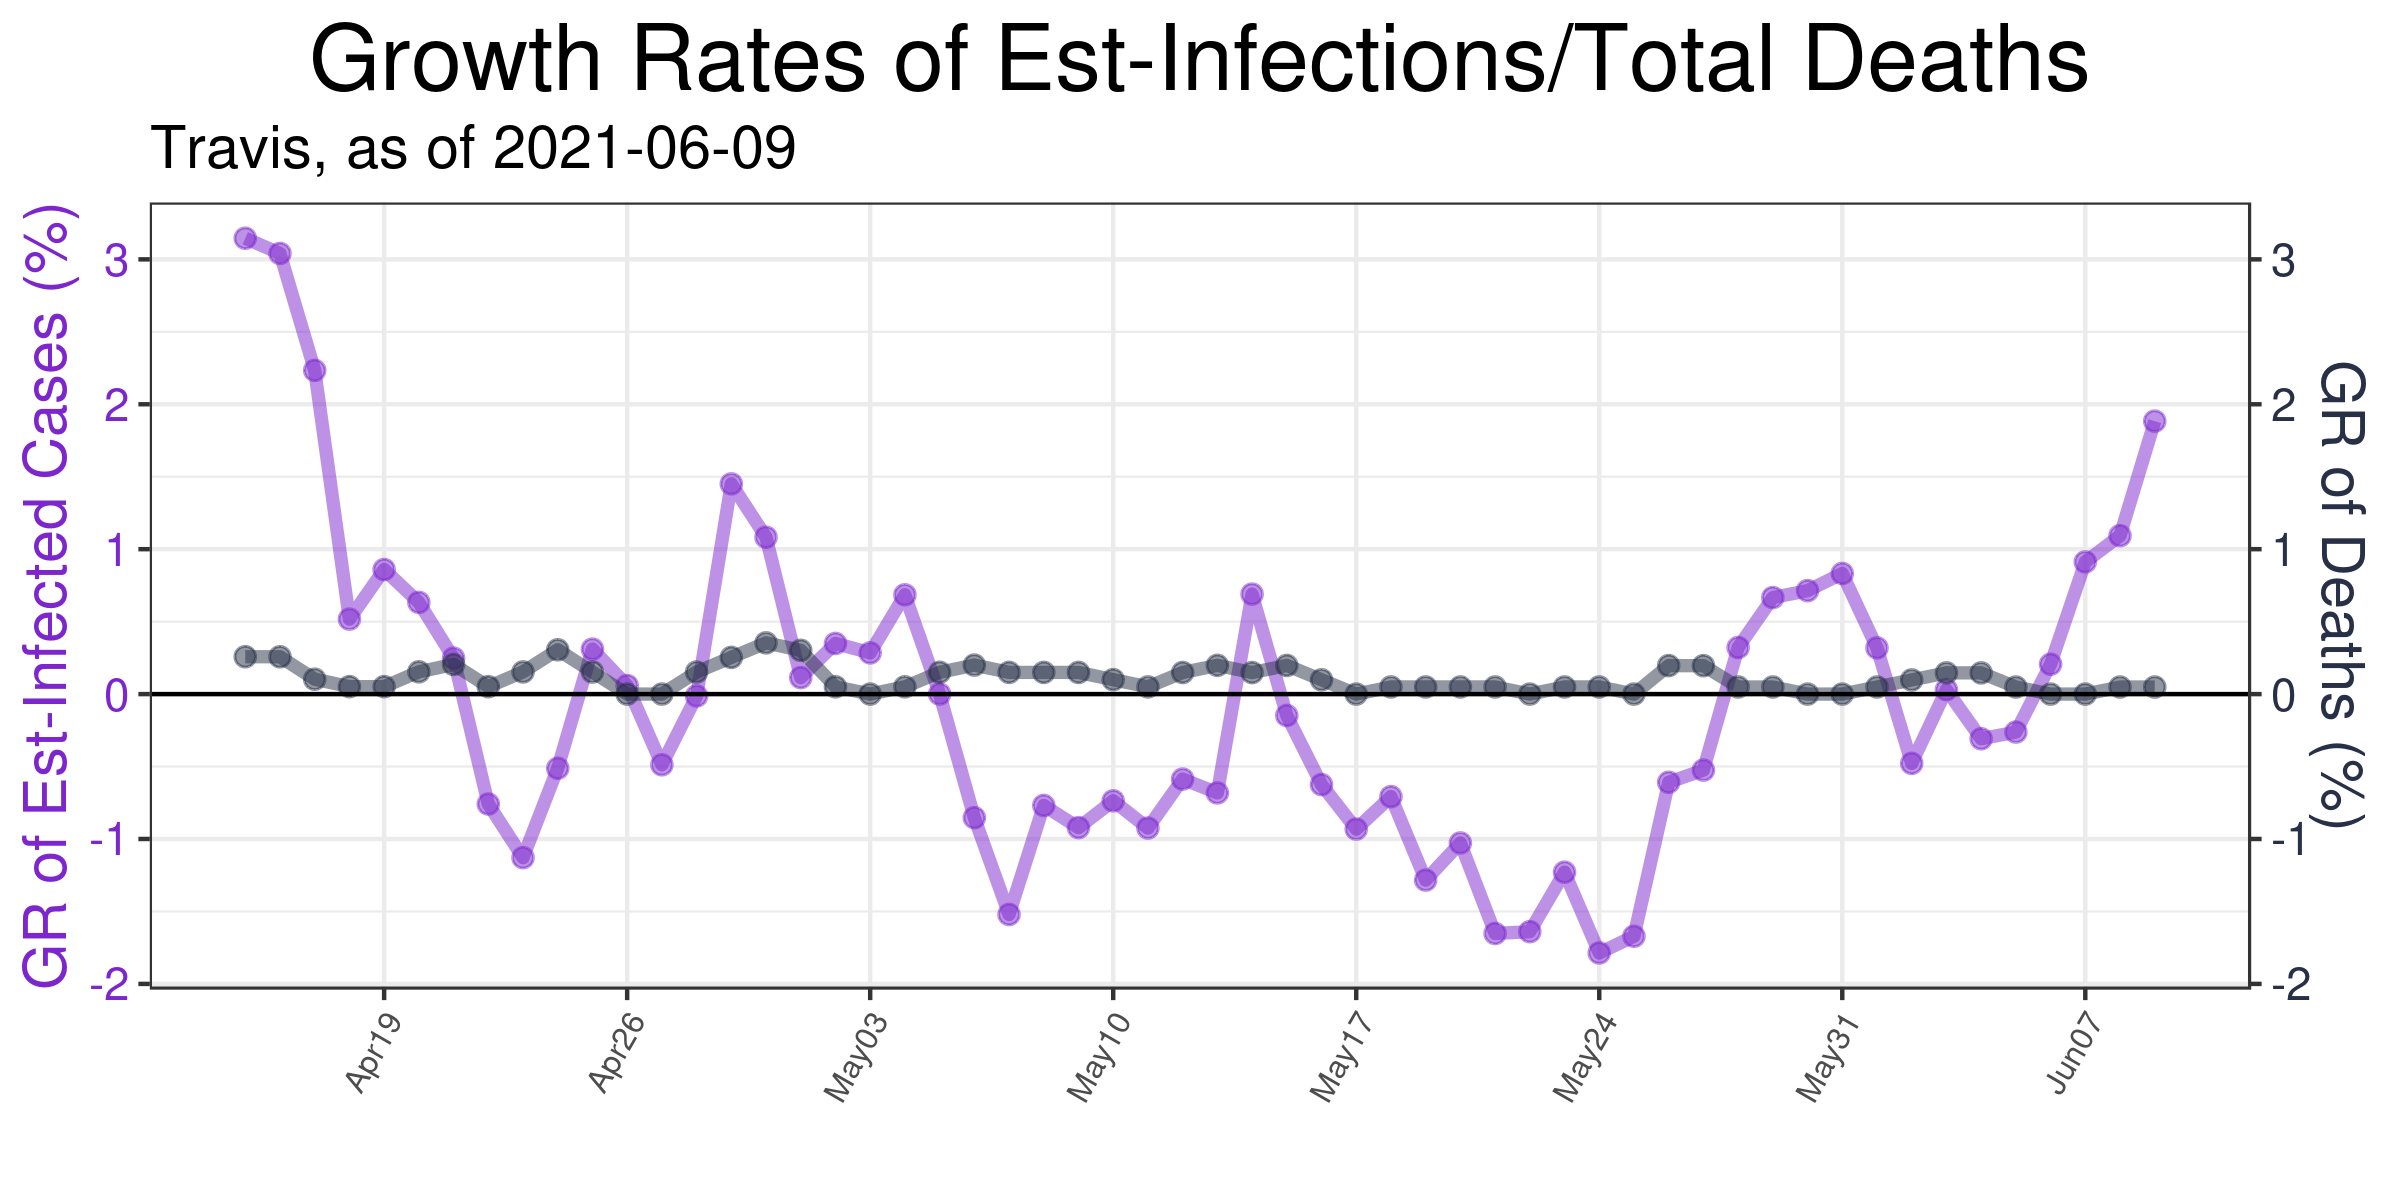 Growth Rates of Est-Infections/Total Deaths
Travis, as of 2021-06-09
GR of Est-Infected Cases (%)
3
2
1
0
-1
-2
3
2
1
0
-1
-2
GR of Deaths (%)
Apr19
Apr26
May03
May10
May17
May24
May31
Jun07